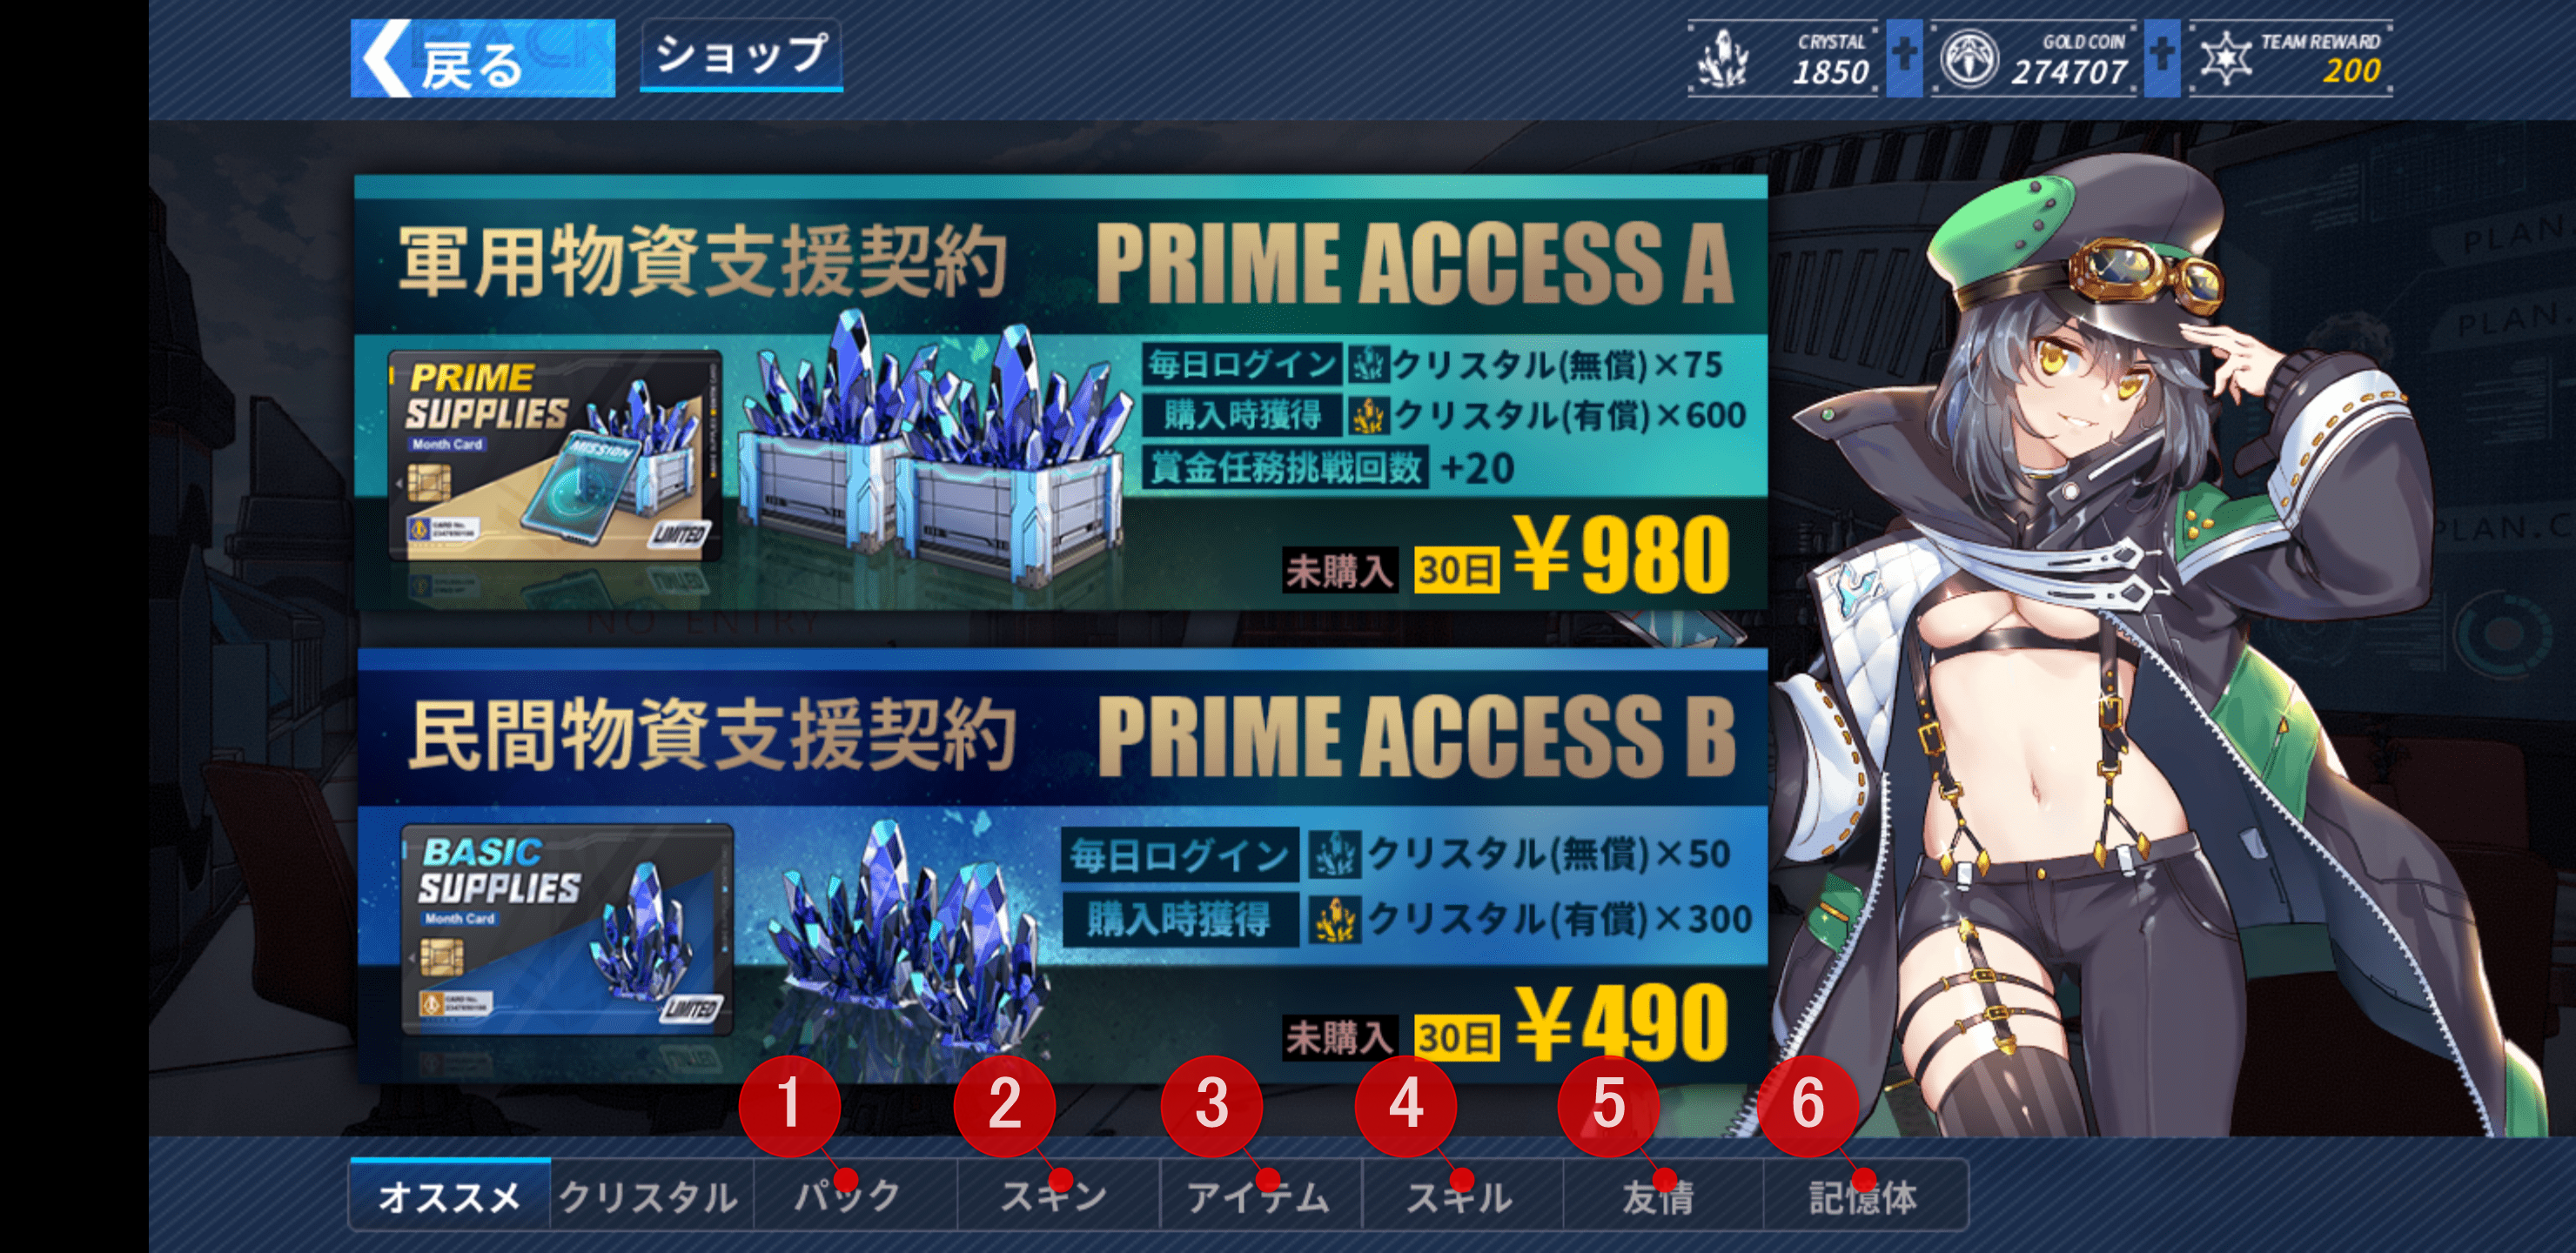 戻る
ショップ
CRYSTAL
1850
GOLD COIN
274707
TEAM REWARD
200
軍用物資支援契約 PRIME ACCESS A
PRIME
SUPPLIES
Month Card
MISSION
LIMITED
毎日ログイン クリスタル(無償)×75
購入時獲得 クリスタル(有償)×600
賞金任務挑戦回数 +20
未購入 30日 ¥980
NO ENTRY
民間物資支援契約 PRIME ACCESS B
BASIC
SUPPLIES
Month Card
LIMITED
毎日ログイン クリスタル(無償)×50
購入時獲得 クリスタル(有償)×300
未購入 30日 ¥490
PLAN.
PLAN.
PLAN.C
1 2 3 4 5 6
オススメ クリスタル パック スキン アイテム スキル 友情 記憶体